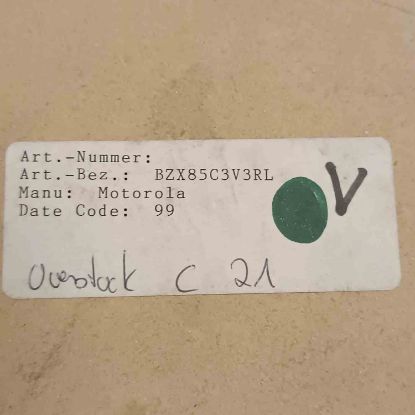 Art.-Nummer:
Art.-Bez.: BZX85C3V3RL
Manu: Motorola
Date Code: 99
V
Overstock C 21